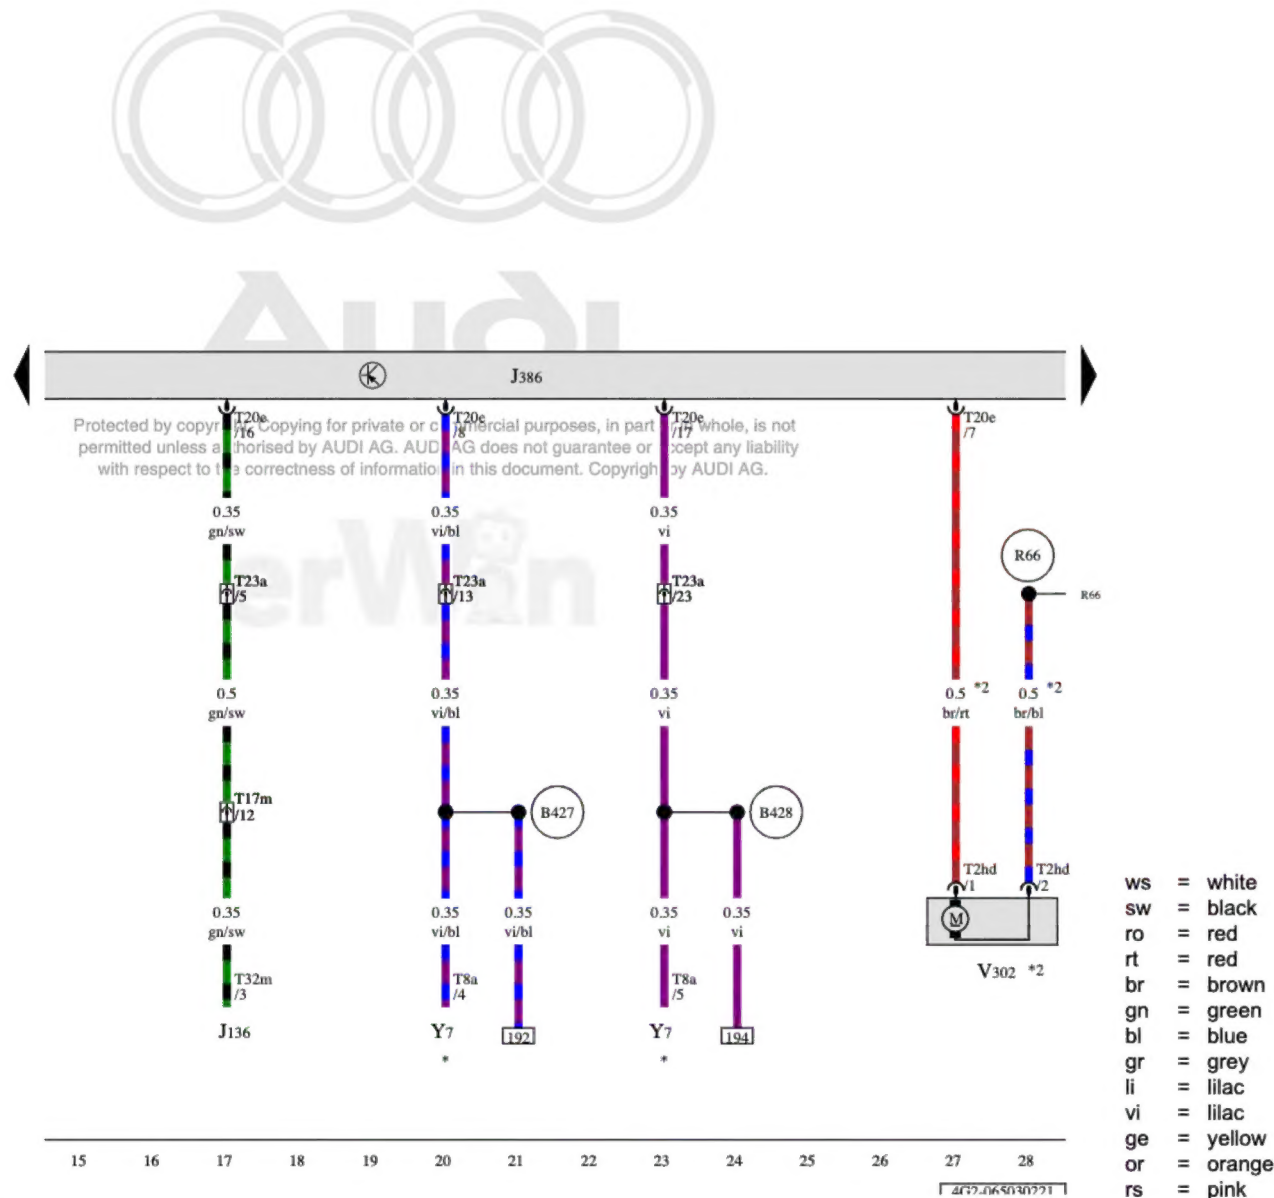 Audi
J386
T20e
/16
T20e
/8
T20e
/17
T20e
/7
Protected by copyright. Copying for private or commercial purposes, in part or in whole, is not
permitted unless authorised by AUDI AG. AUDI AG does not guarantee or accept any liability
with respect to the correctness of information in this document. Copyright by AUDI AG.
erWin
0.35
gn/sw
0.35
vi/bl
0.35
vi
R66
R66
T23a
/5
T23a
/13
T23a
/23
0.5
gn/sw
0.35
vi/bl
0.35
vi
0.5 *2
br/rt
0.5 *2
br/bl
T17m
/12
B427
B428
T2hd
/1
T2hd
/2
M
V302 *2
0.35
gn/sw
0.35
vi/bl
0.35
vi/bl
0.35
vi
0.35
vi
T32m
/3
T8a
/4
T8a
/5
J136
Y7
*
192
Y7
*
194
15 16 17 18 19 20 21 22 23 24 25 26 27 28
4G2-065030221
ws = white
sw = black
ro = red
rt = red
br = brown
gn = green
bl = blue
gr = grey
li = lilac
vi = lilac
ge = yellow
or = orange
rs = pink